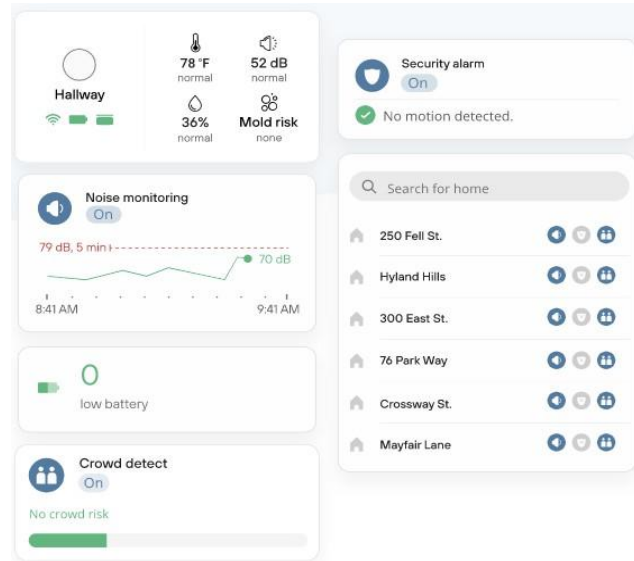 Hallway
78 °F
normal
52 dB
normal
36%
normal
Mold risk
none
Noise monitoring
On
79 dB, 5 min
70 dB
8:41 AM
9:41 AM
0
low battery
Crowd detect
On
No crowd risk
Security alarm
On
No motion detected.
Search for home
250 Fell St.
Hyland Hills
300 East St.
76 Park Way
Crossway St.
Mayfair Lane